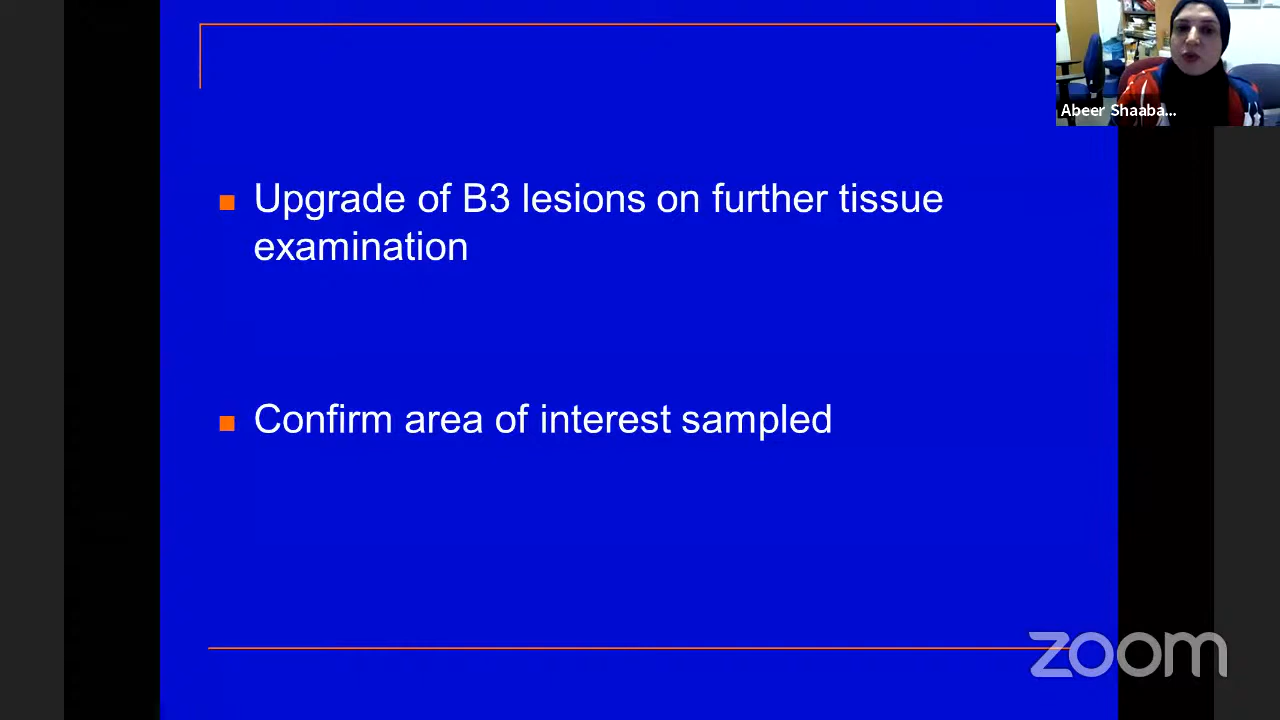 Abeer Shaaba...
Upgrade of B3 lesions on further tissue
examination
Confirm area of interest sampled
zoom